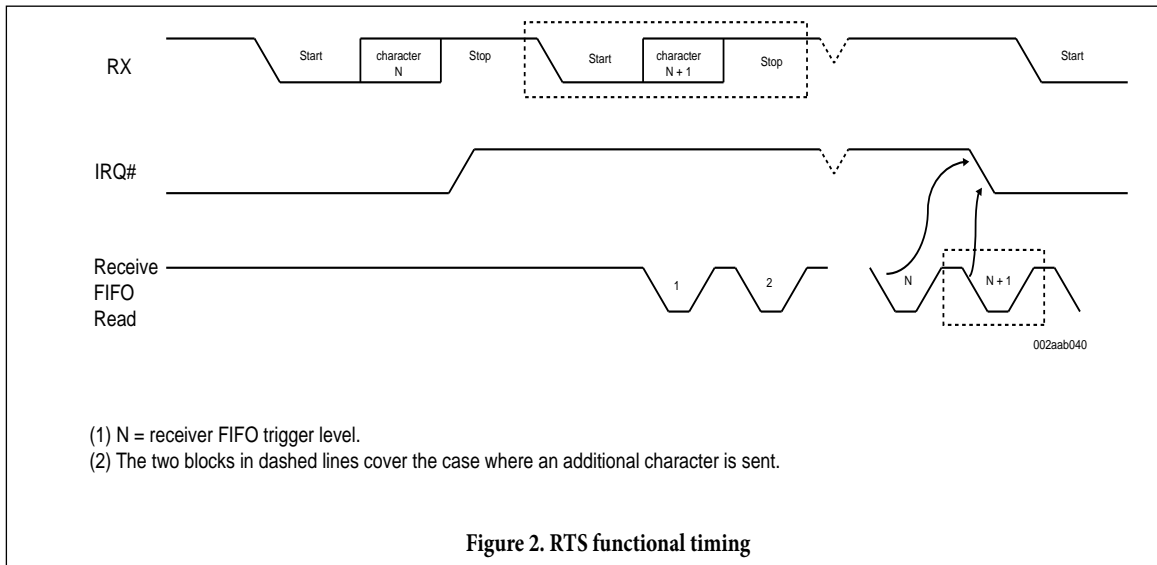 RX
Start
character
N
Stop
Start
character
N + 1
Stop
Start
IRQ#
Receive
FIFO
Read
1
2
N
N + 1
002aab040
(1) N = receiver FIFO trigger level.
(2) The two blocks in dashed lines cover the case where an additional character is sent.
Figure 2. RTS functional timing